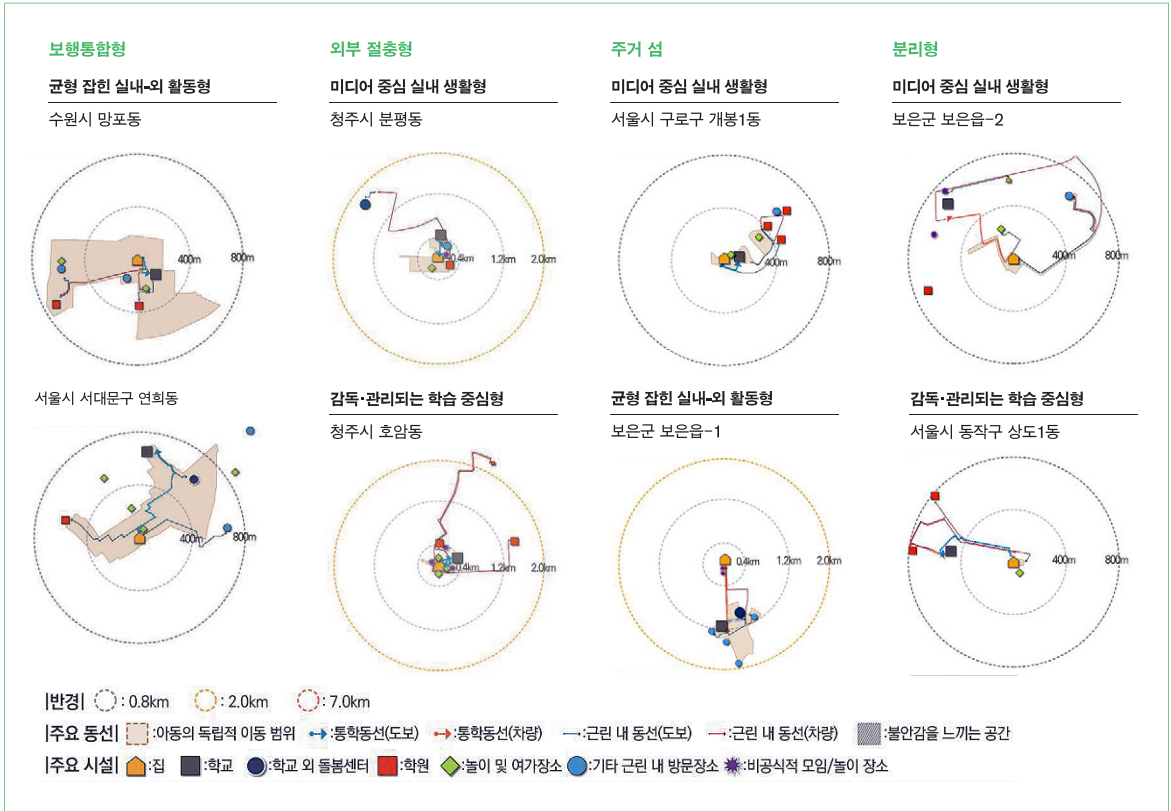 보행통합형
균형 잡힌 실내-외 활동형
수원시 망포동
400m
800m
서울시 서대문구 연희동
400m
800m
외부 절충형
미디어 중심 실내 생활형
청주시 분평동
0.4km
1.2km
2.0km
감독·관리되는 학습 중심형
청주시 호암동
0.4km
1.2km
2.0km
주거 섬
미디어 중심 실내 생활형
서울시 구로구 개봉1동
400m
800m
균형 잡힌 실내-외 활동형
보은군 보은읍-1
0.4km
1.2km
2.0km
분리형
미디어 중심 실내 생활형
보은군 보은읍-2
400m
800m
감독·관리되는 학습 중심형
서울시 동작구 상도1동
400m
800m
|반경| : 0.8km : 2.0km : 7.0km
|주요 동선| :아동의 독립적 이동 범위 :통학동선(도보) :통학동선(차량) :근린 내 동선(도보) :근린 내 동선(차량) :불안감을 느끼는 공간
|주요 시설| :집 :학교 :학교 외 돌봄센터 :학원 :놀이 및 여가장소 :기타 근린 내 방문장소 :비공식적 모임/놀이 장소